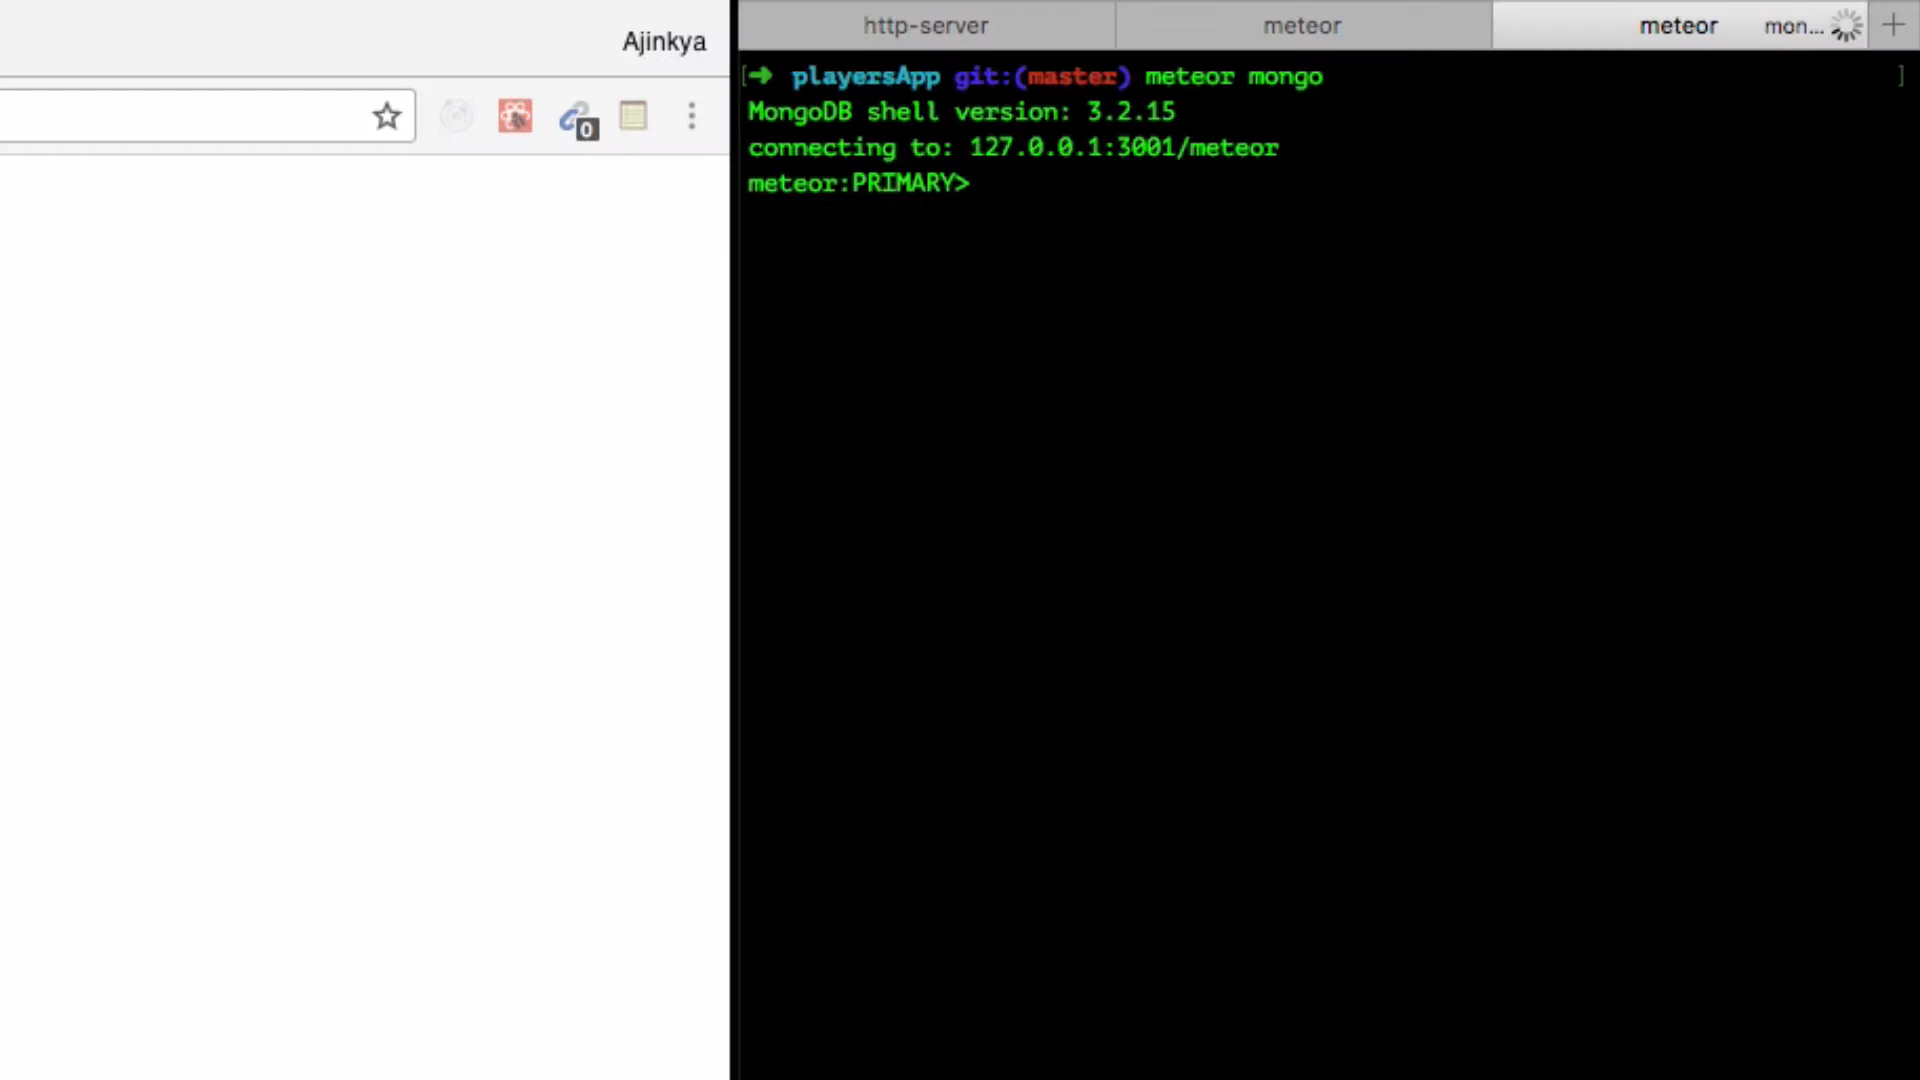 Ajinkya
0
http-server
meteor
meteor mon...
➜ playersApp git:(master) meteor mongo
MongoDB shell version: 3.2.15
connecting to: 127.0.0.1:3001/meteor
meteor:PRIMARY>